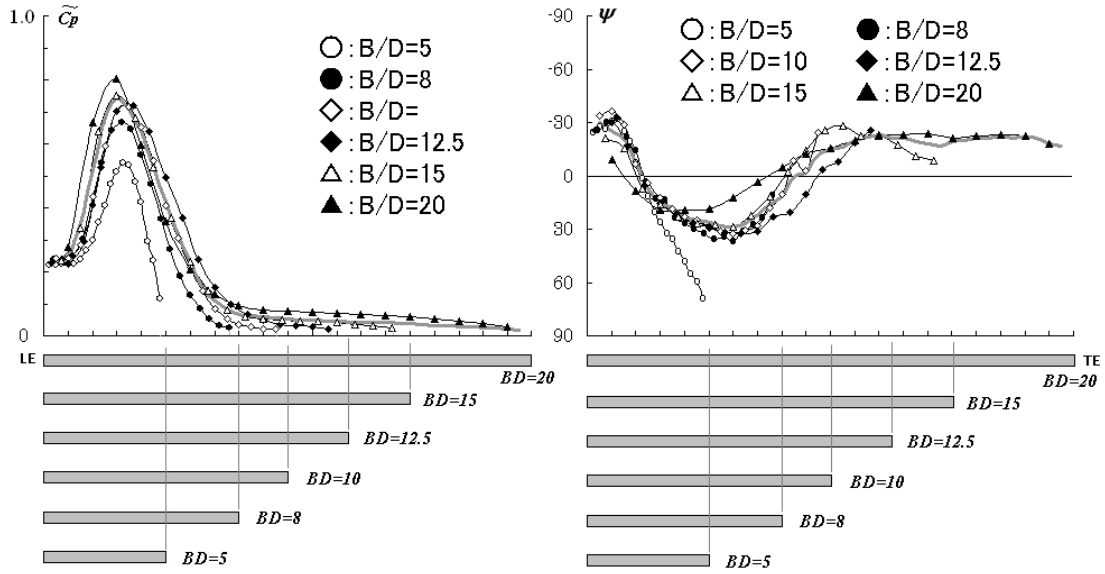 1.0
C̃p
○ : B/D=5
● : B/D=8
◇ : B/D=
◆ : B/D=12.5
△ : B/D=15
▲ : B/D=20
0
LE
BD=20
BD=15
BD=12.5
BD=10
BD=8
BD=5
-90
ψ
○ : B/D=5
● : B/D=8
◇ : B/D=10
◆ : B/D=12.5
△ : B/D=15
▲ : B/D=20
-60
-30
0
30
60
90
TE
BD=20
BD=15
BD=12.5
BD=10
BD=8
BD=5